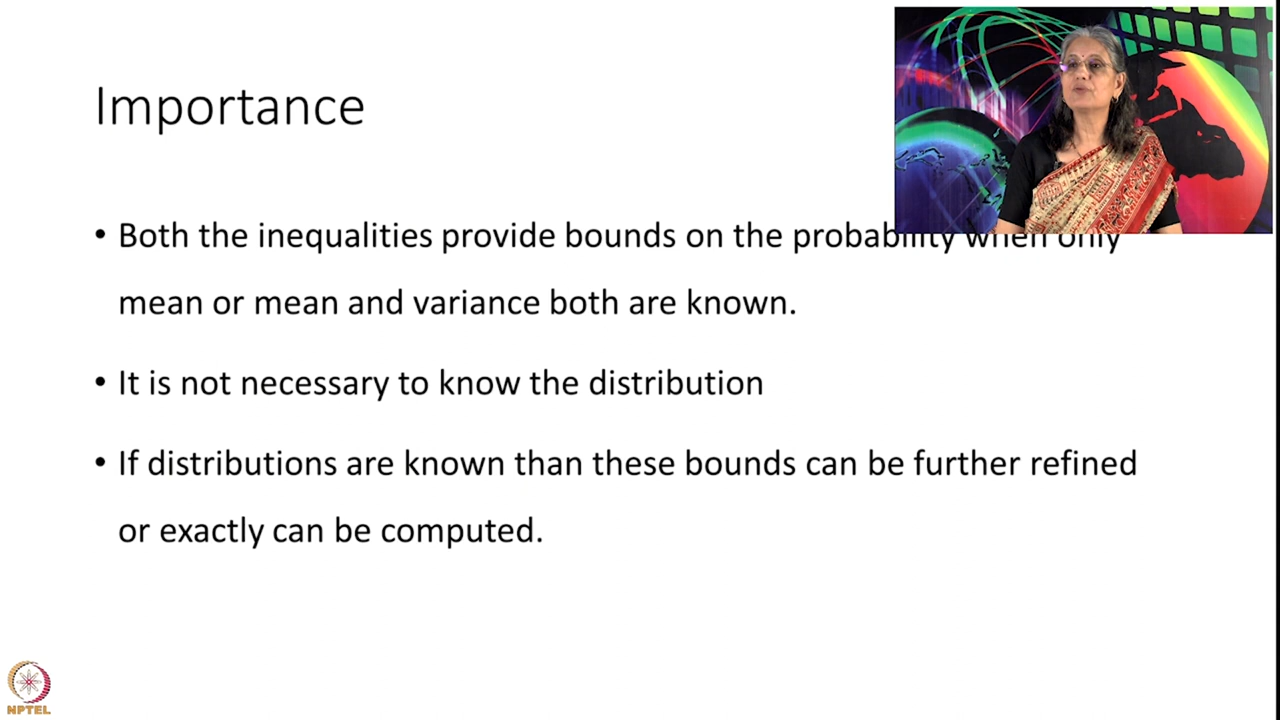 Importance
• Both the inequalities provide bounds on the probability when only
mean or mean and variance both are known.
• It is not necessary to know the distribution
• If distributions are known than these bounds can be further refined
or exactly can be computed.
NPTEL